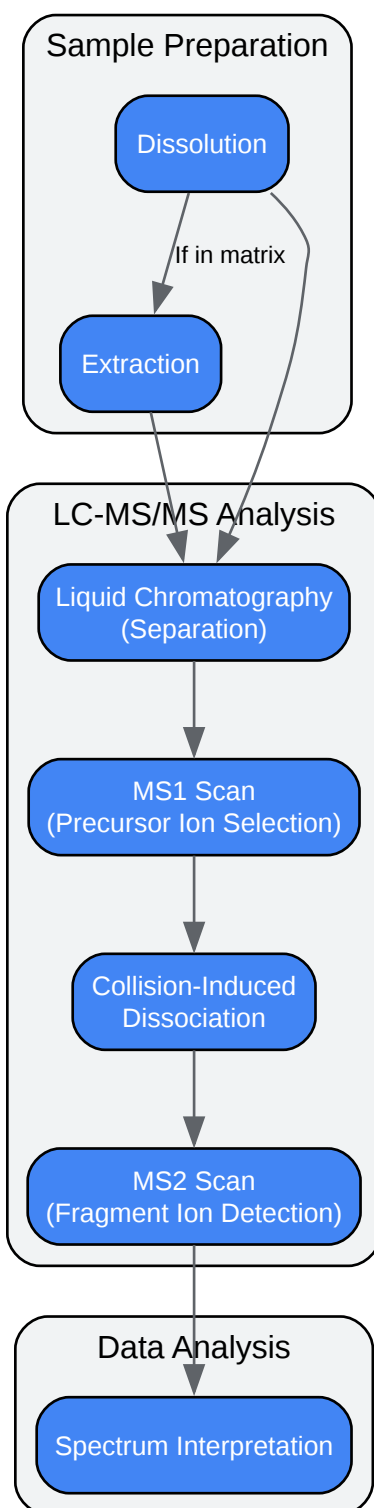 Sample Preparation
Dissolution
If in matrix
Extraction
LC-MS/MS Analysis
Liquid Chromatography
(Separation)
MS1 Scan
(Precursor Ion Selection)
Collision-Induced
Dissociation
MS2 Scan
(Fragment Ion Detection)
Data Analysis
Spectrum Interpretation